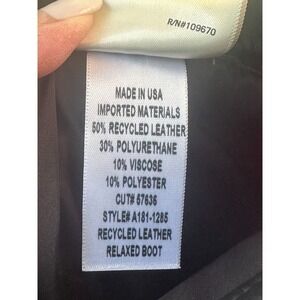 R/N#109670
MADE IN USA
IMPORTED MATERIALS
50% RECYCLED LEATHER
30% POLYURETHANE
10% VISCOSE
10% POLYESTER
CUT# 67636
STYLE# A181-1285
RECYCLED LEATHER
RELAXED BOOT